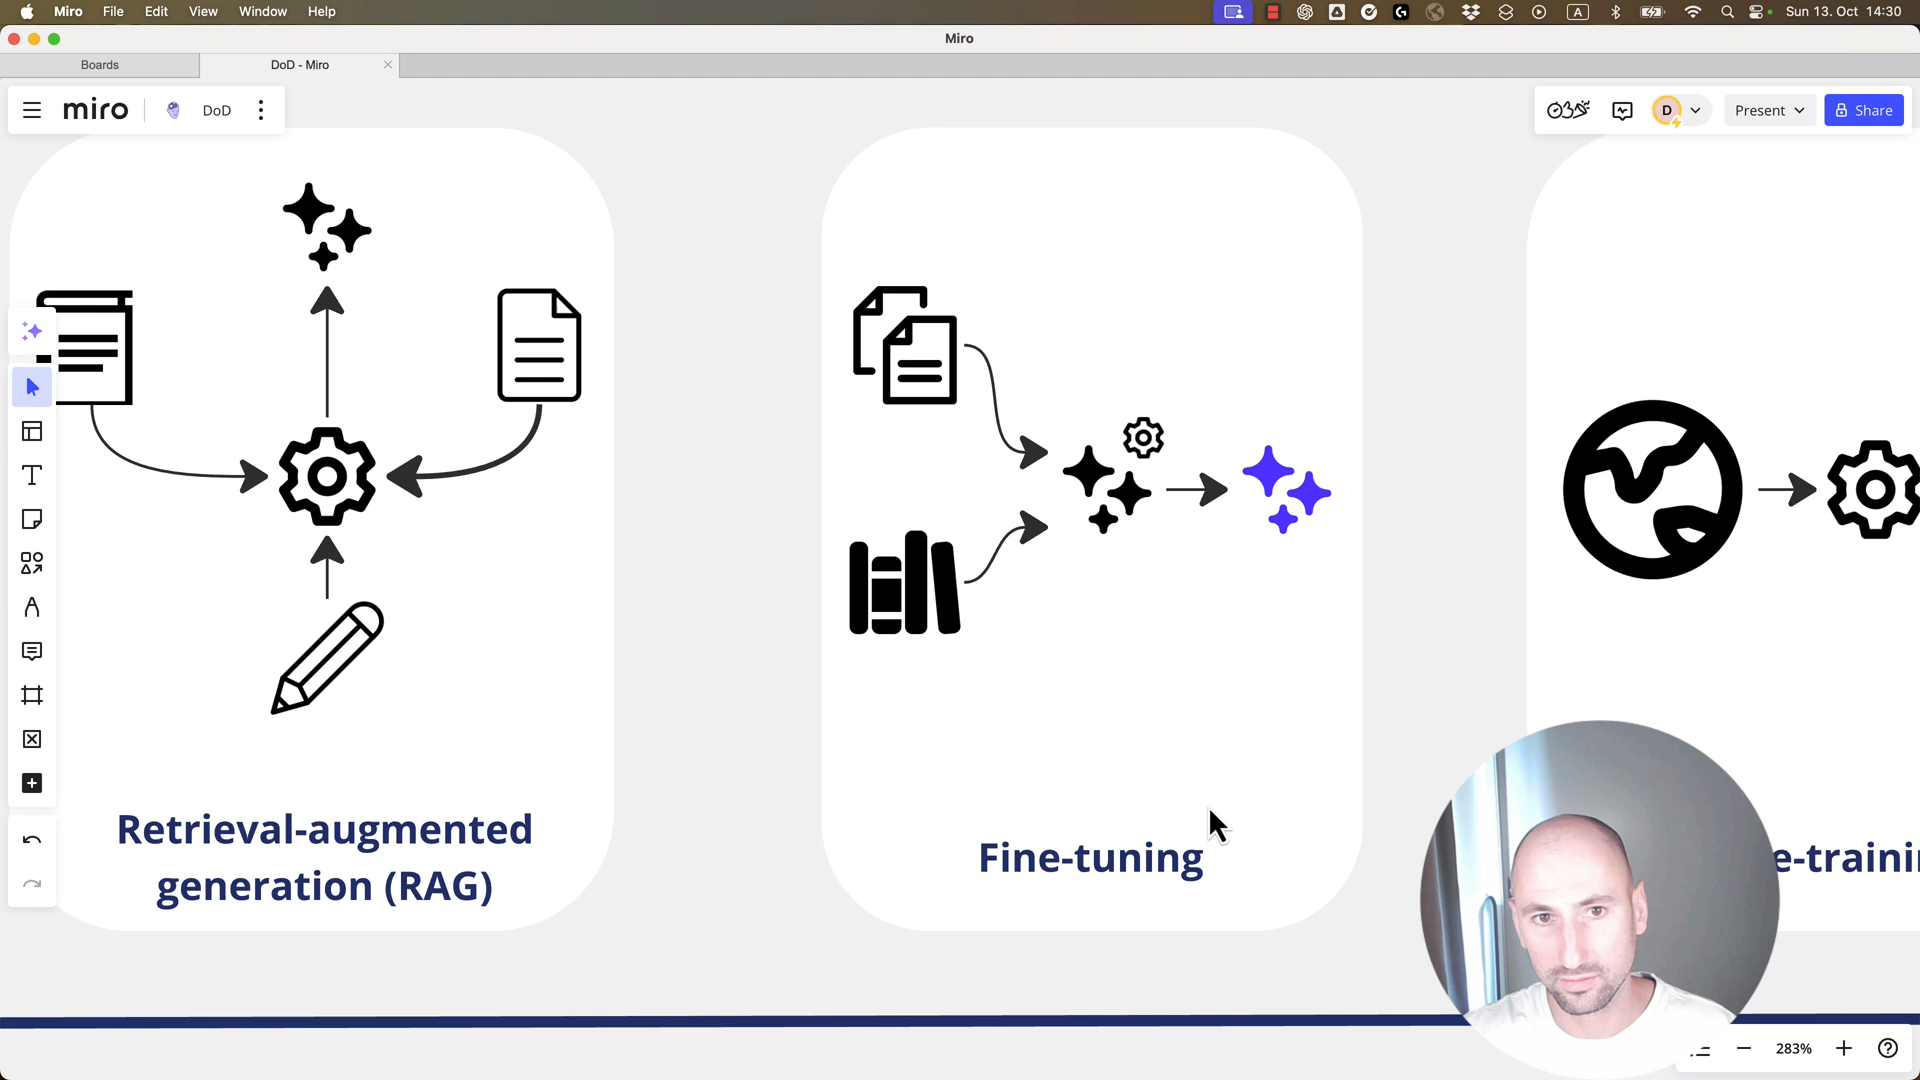 Miro File Edit View Window Help
A
Sun 13. Oct 14:30
Miro
Boards
DoD - Miro
miro DoD
D
Present
Share
Retrieval-augmented
generation (RAG)
Fine-tuning
e-traini
283%